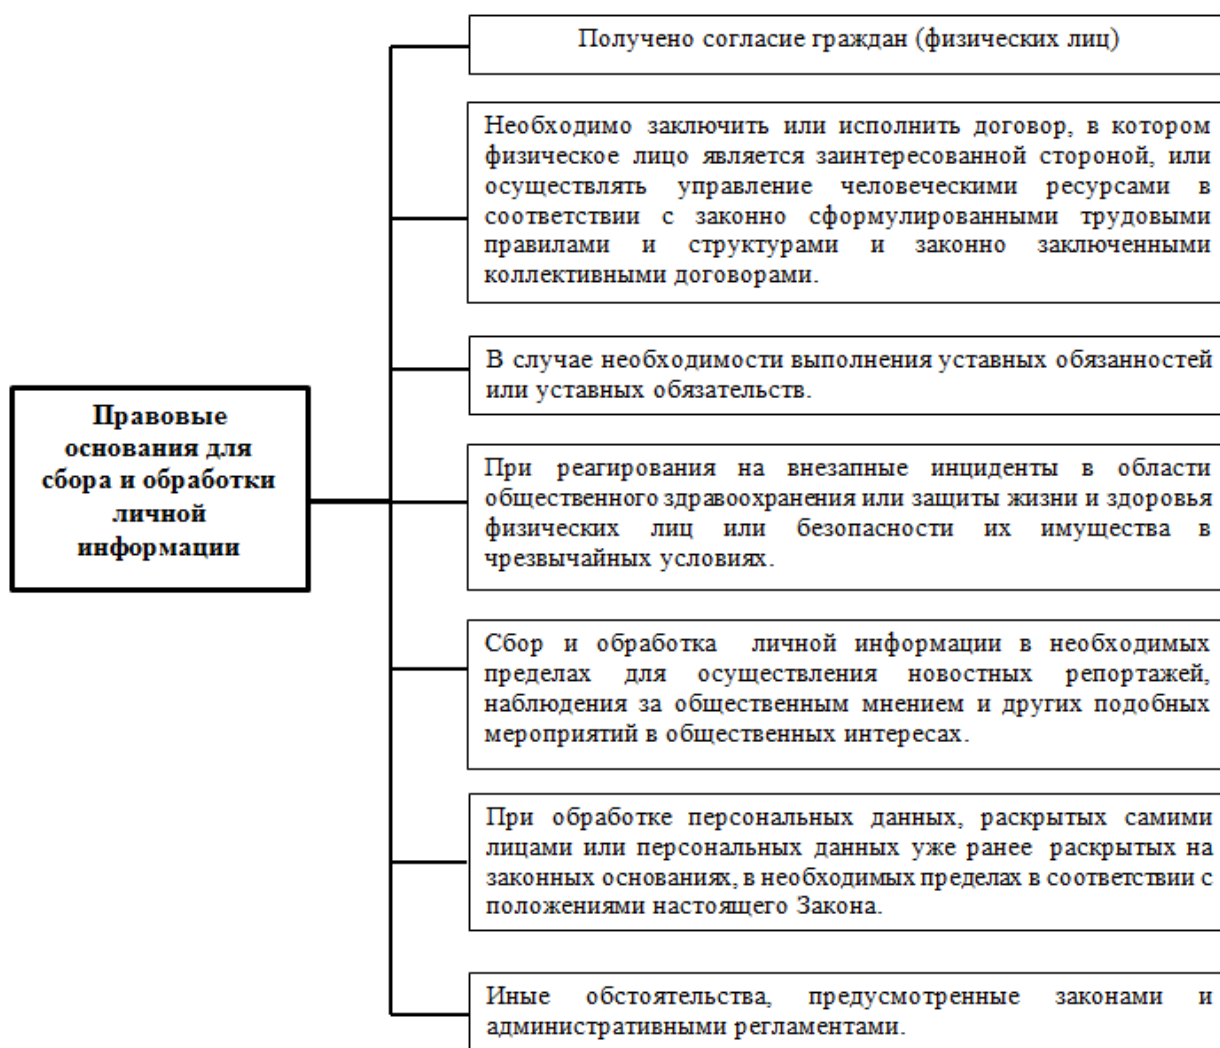 Получено согласие граждан (физических лиц)
Необходимо заключить или исполнить договор, в котором
физическое лицо является заинтересованной стороной, или
осуществлять управление человеческими ресурсами в
соответствии с законно сформулированными трудовыми
правилами и структурами и законно заключенными
коллективными договорами.
В случае необходимости выполнения уставных обязанностей
или уставных обязательств.
Правовые
основания для
сбора и обработки
личной
информации
При реагирования на внезапные инциденты в области
общественного здравоохранения или защиты жизни и здоровья
физических лиц или безопасности их имущества в
чрезвычайных условиях.
Сбор и обработка личной информации в необходимых
пределах для осуществления новостных репортажей,
наблюдения за общественным мнением и других подобных
мероприятий в общественных интересах.
При обработке персональных данных, раскрытых самими
лицами или персональных данных уже ранее раскрытых на
законных основаниях, в необходимых пределах в соответствии с
положениями настоящего Закона.
Иные обстоятельства, предусмотренные законами и
административными регламентами.